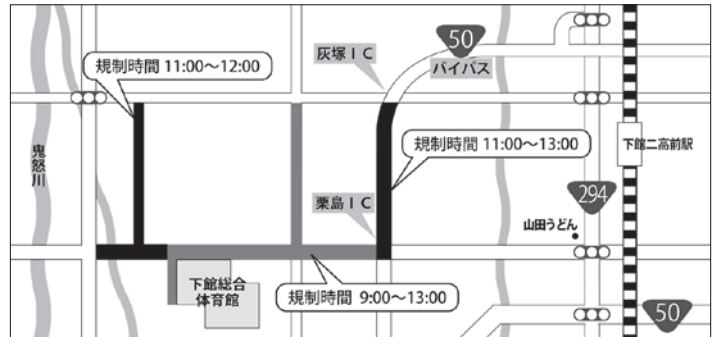 50
バイパス
灰塚IC
規制時間 11:00～12:00
鬼怒川
規制時間 11:00～13:00
下館二高前駅
栗島IC
294
山田うどん
下館総合
体育館
規制時間 9:00～13:00
50